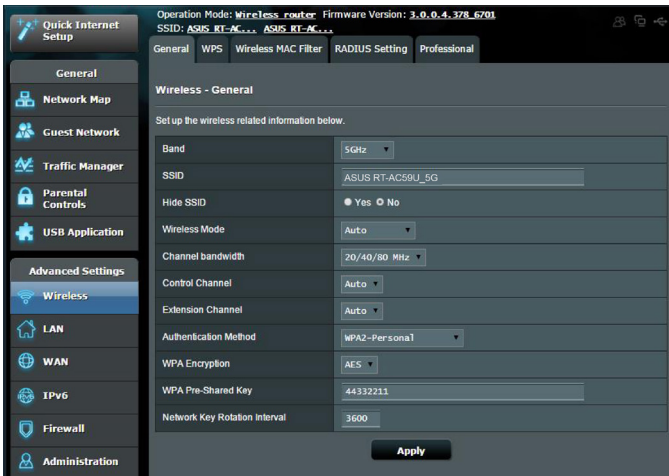 Quick Internet
Setup
Operation Mode: Wireless router Firmware Version: 3.0.0.4.378_6701
SSID: ASUS RT-AC... ASUS RT-AC...
General WPS Wireless MAC Filter RADIUS Setting Professional
General
Network Map
Guest Network
Traffic Manager
Parental
Controls
USB Application
Advanced Settings
Wireless
LAN
WAN
IPv6
Firewall
Administration
Wireless - General
Set up the wireless related information below.
Band 5GHz
SSID ASUS RT-AC59U_5G
Hide SSID Yes No
Wireless Mode Auto
Channel bandwidth 20/40/80 MHz
Control Channel Auto
Extension Channel Auto
Authentication Method WPA2-Personal
WPA Encryption AES
WPA Pre-Shared Key 44332211
Network Key Rotation Interval 3600
Apply